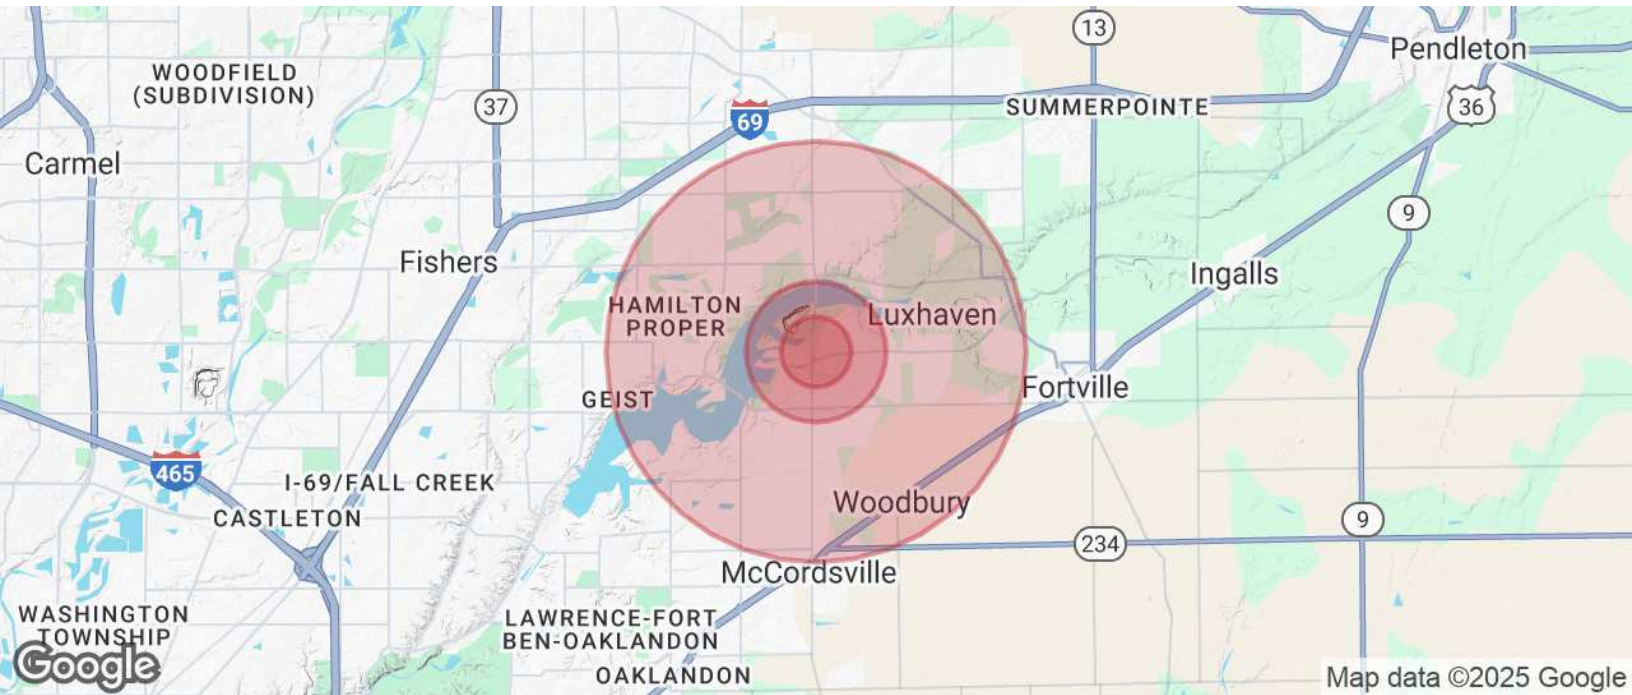 13
Pendleton
WOODFIELD
(SUBDIVISION)
37
SUMMERPOINTE
36
69
Carmel
9
Fishers
Ingalls
HAMILTON
PROPER
Luxhaven
Fortville
GEIST
465
I-69/FALL CREEK
Woodbury
CASTLETON
9
234
McCordsville
WASHINGTON
TOWNSHIP
LAWRENCE-FORT
BEN-OAKLANDON
OAKLANDON
Google
Map data ©2025 Google